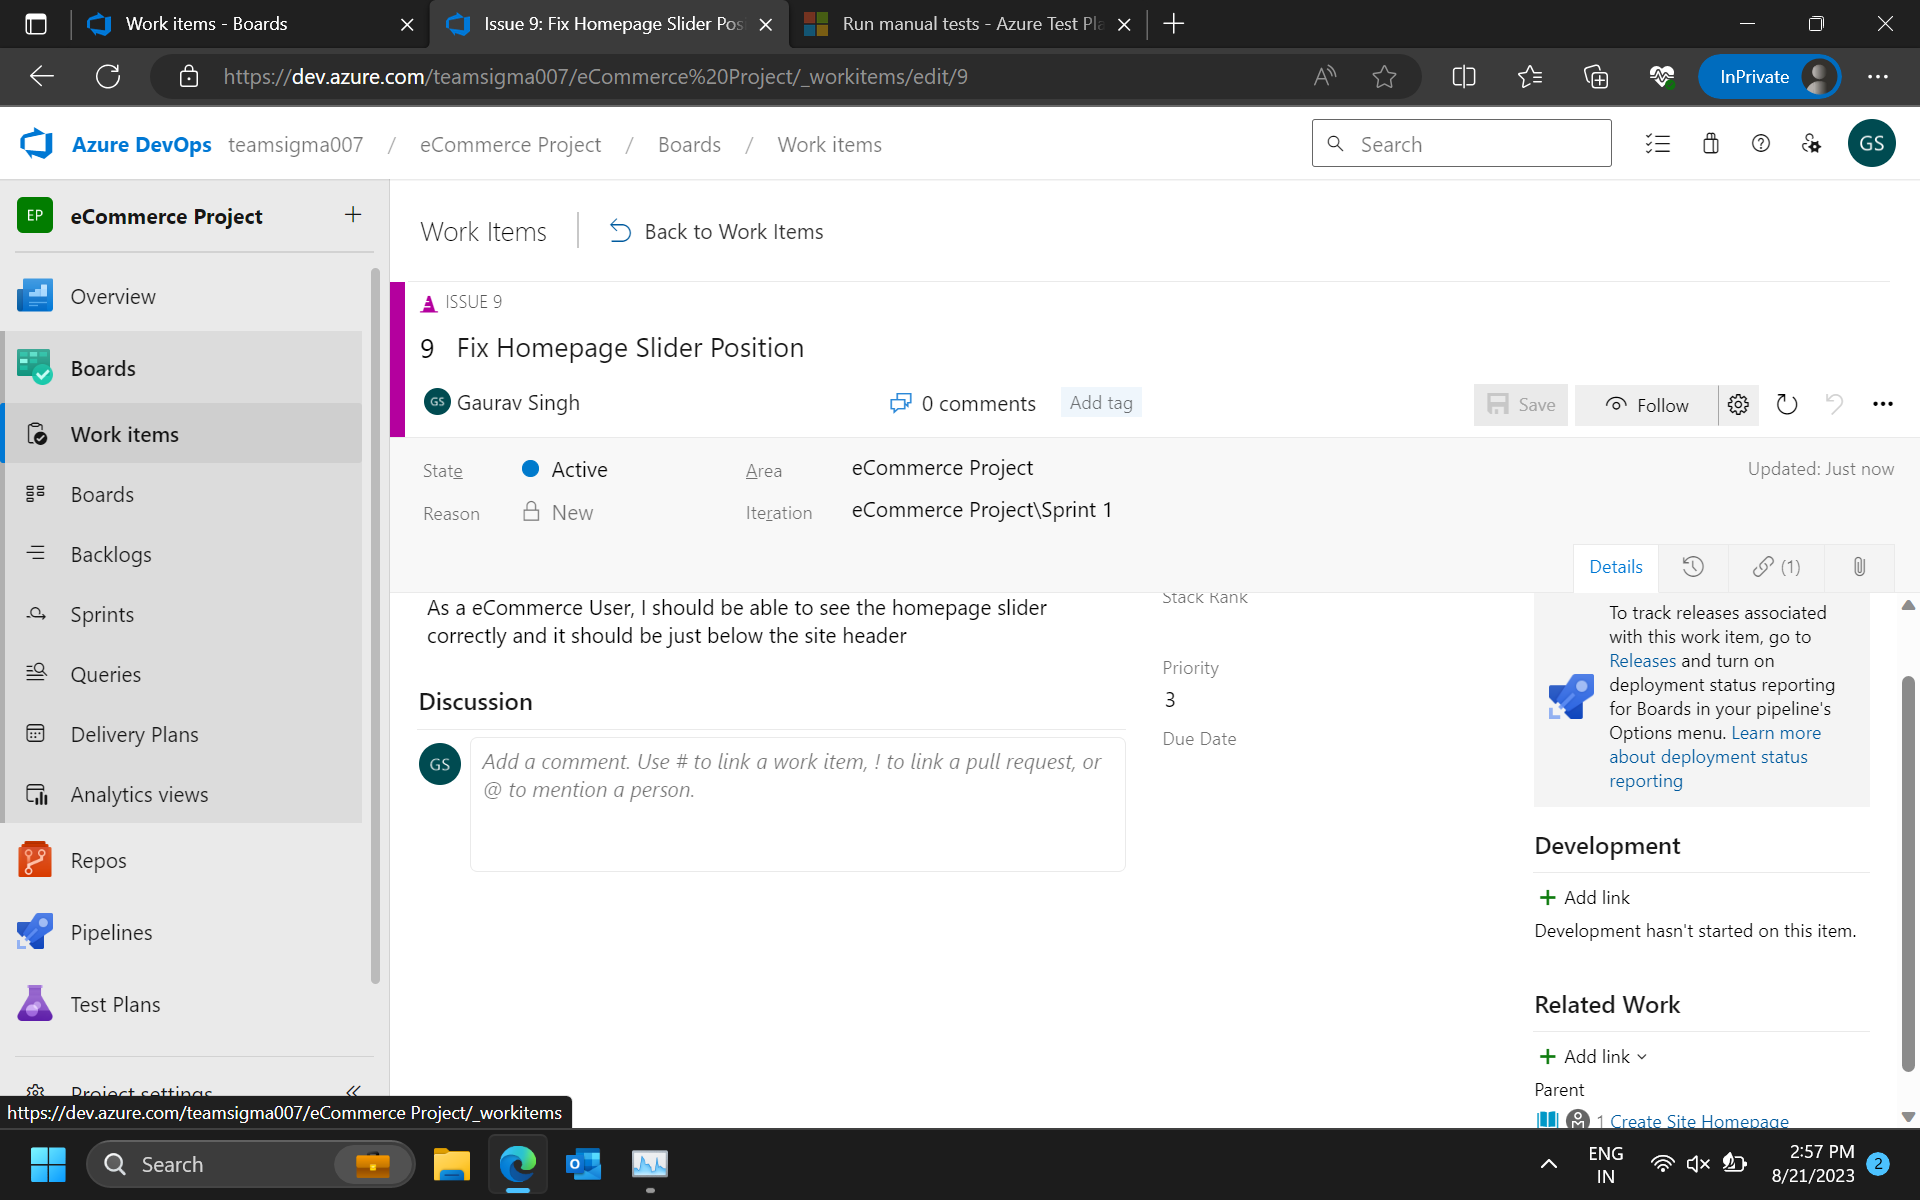 Work items - Boards
Issue 9: Fix Homepage Slider Pos
Run manual tests - Azure Test Pla
https://dev.azure.com/teamsigma007/eCommerce%20Project/_workitems/edit/9
InPrivate
Azure DevOps teamsigma007 / eCommerce Project / Boards / Work items
Search
GS
EP eCommerce Project
Work Items
Back to Work Items
Overview
Boards
Work items
Boards
Backlogs
Sprints
Queries
Delivery Plans
Analytics views
Repos
Pipelines
Test Plans
Project settings
ISSUE 9
9 Fix Homepage Slider Position
GS Gaurav Singh
0 comments
Add tag
Save
Follow
State Active
Area eCommerce Project
Updated: Just now
Reason New
Iteration eCommerce Project\Sprint 1
Details
(1)
As a eCommerce User, I should be able to see the homepage slider
correctly and it should be just below the site header
Discussion
GS
Add a comment. Use # to link a work item, ! to link a pull request, or
@ to mention a person.
Stack Rank
Priority
3
Due Date
To track releases associated
with this work item, go to
Releases and turn on
deployment status reporting
for Boards in your pipeline's
Options menu. Learn more
about deployment status
reporting
Development
Add link
Development hasn't started on this item.
Related Work
Add link
Parent
1 Create Site Homepage
https://dev.azure.com/teamsigma007/eCommerce Project/_workitems
Search
ENG
IN
2:57 PM
8/21/2023
2